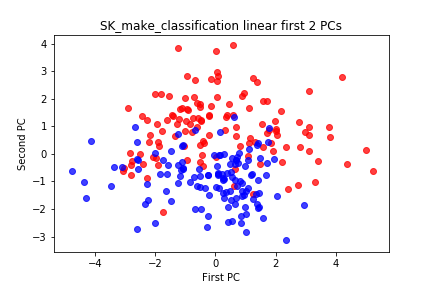 SK_make_classification linear first 2 PCs
4
3
2
1
0
−1
−2
−3
Second PC
−4 −2 0 2 4
First PC